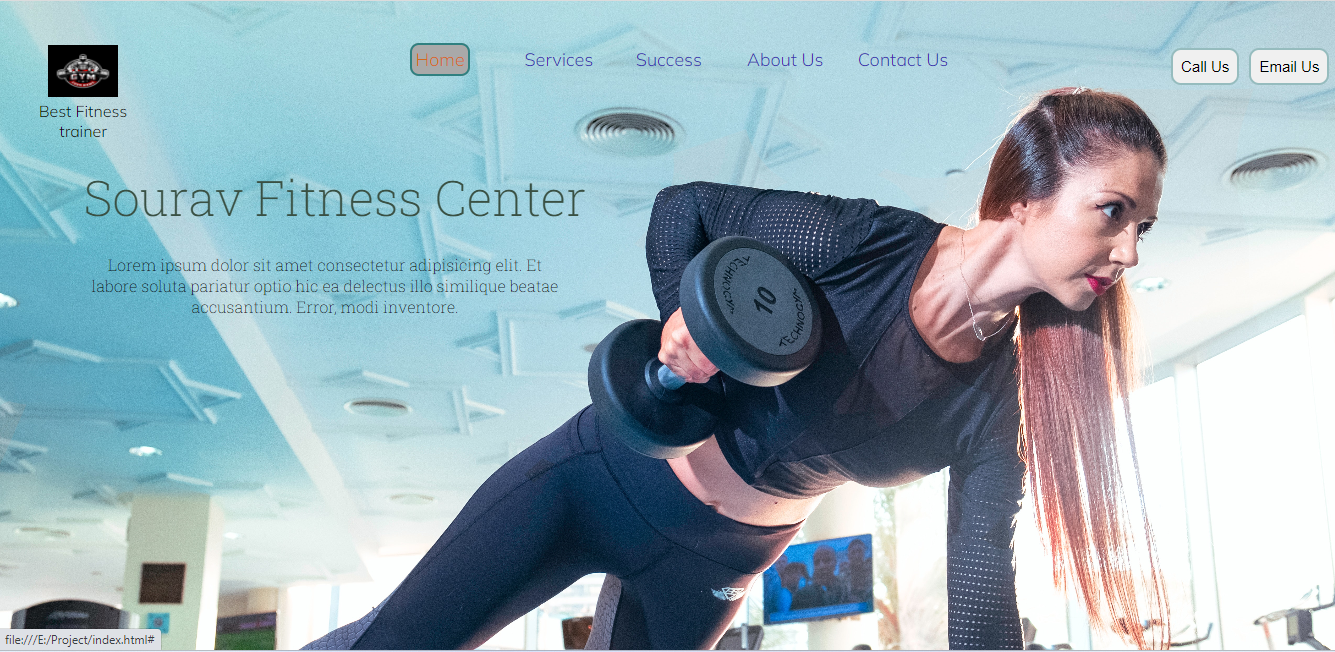 Home
Services
Success
About Us
Contact Us
Call Us
Email Us
GYM
Best Fitness
trainer
Sourav Fitness Center
Lorem ipsum dolor sit amet consectetur adipisicing elit. Et
labore soluta pariatur optio hic ea delectus illo similique beatae
accusantium. Error, modi inventore.
TECHNOGYM
10
TECHNOGYM
file:///E:/Project/index.html#